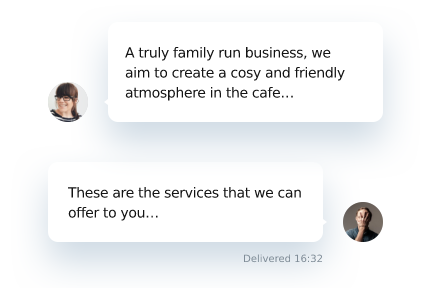 A truly family run business, we
aim to create a cosy and friendly
atmosphere in the cafe...
These are the services that we can
offer to you...
Delivered 16:32